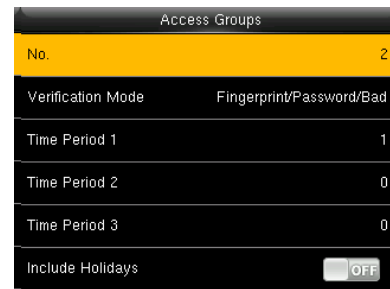 Access Groups
No. 2
Verification Mode Fingerprint/Password/Bad
Time Period 1 1
Time Period 2 0
Time Period 3 0
Include Holidays OFF